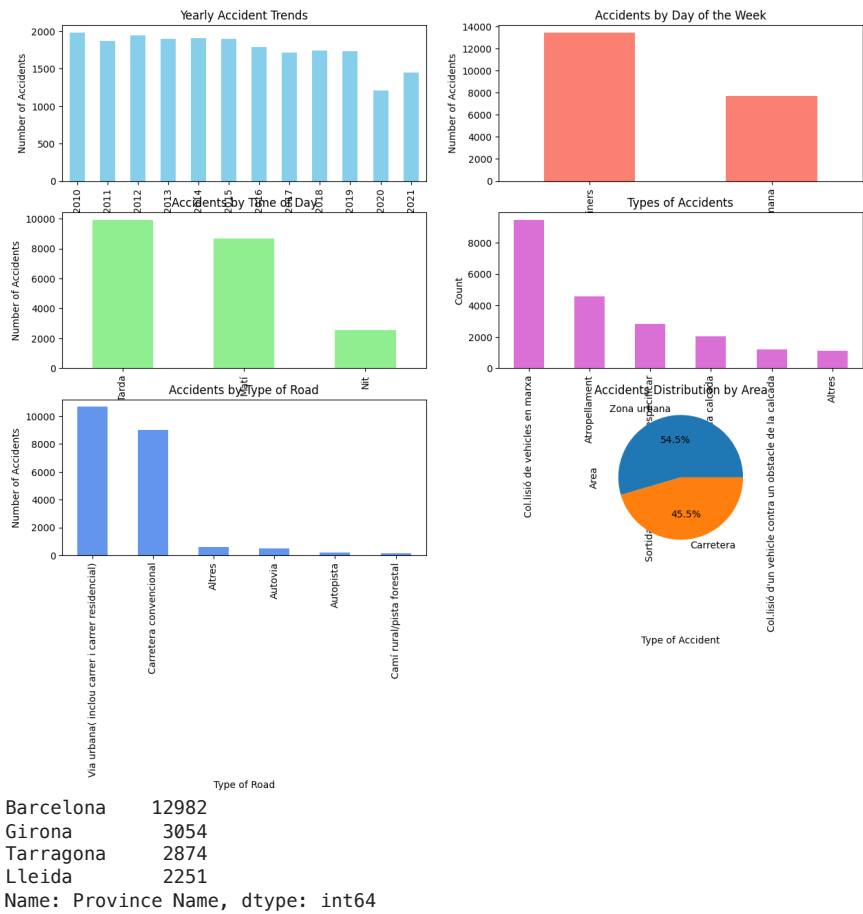 Yearly Accident Trends
Number of Accidents
2000
1500
1000
500
0
2010
2011
2012
2013
2014
2015
2016
2017
2018
2019
2020
2021
Accidents by Day of the Week
Number of Accidents
14000
12000
10000
8000
6000
4000
2000
0
iners
mana
Accidents by Time of Day
Number of Accidents
10000
8000
6000
4000
2000
0
Tarda
Matí
Nit
Types of Accidents
Count
8000
6000
4000
2000
0
Col.lisió de vehicles en marxa
Atropellament
Sortida
especificar
a calcada
Col.lisió d'un vehicle contra un obstacle de la calcada
Altres
Type of Accident
Accidents by Type of Road
Number of Accidents
10000
8000
6000
4000
2000
0
Via urbana( inclou carrer i carrer residencial)
Carretera convencional
Altres
Autovia
Autopista
Camí rural/pista forestal
Type of Road
Accidents Distribution by Area
Area
Zona urbana
54.5%
45.5%
Carretera
Barcelona 12982
Girona 3054
Tarragona 2874
Lleida 2251
Name: Province Name, dtype: int64